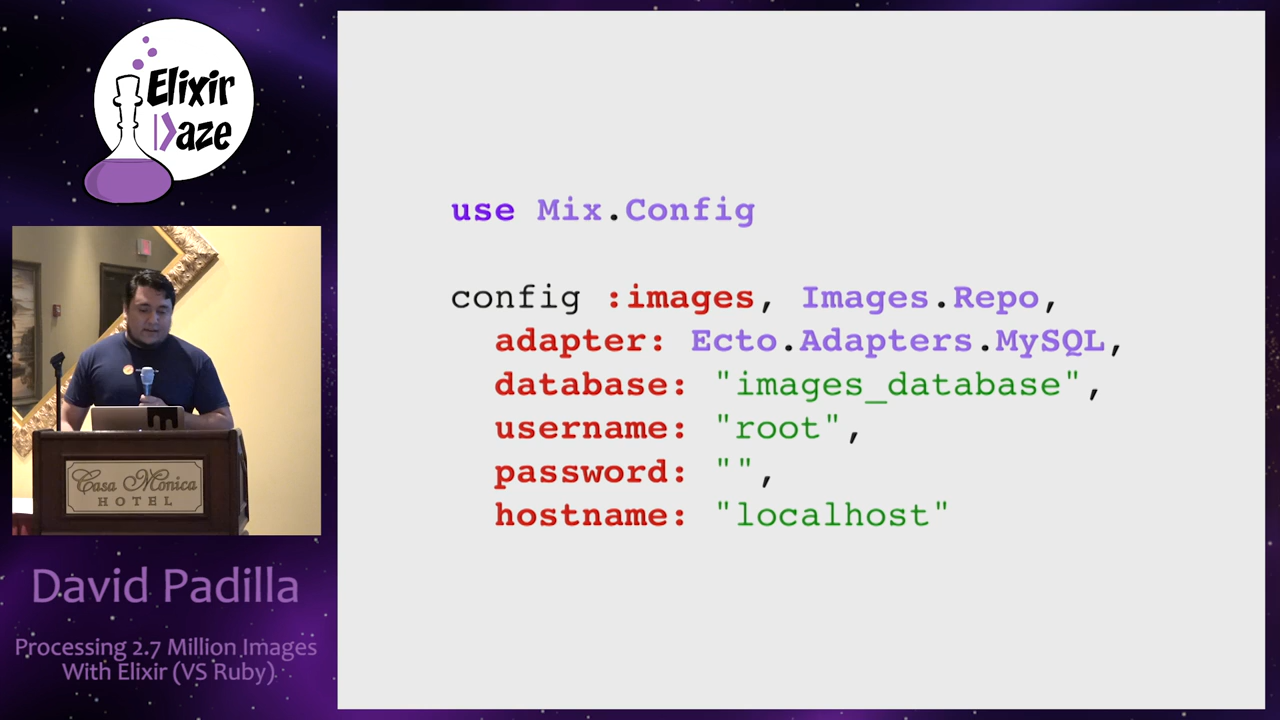 Elixir
Daze
use Mix.Config
config :images, Images.Repo,
adapter: Ecto.Adapters.MySQL,
database: "images_database",
username: "root",
password: "",
hostname: "localhost"
Casa Monica
HOTEL
David Padilla
Processing 2.7 Million Images
With Elixir (VS Ruby)